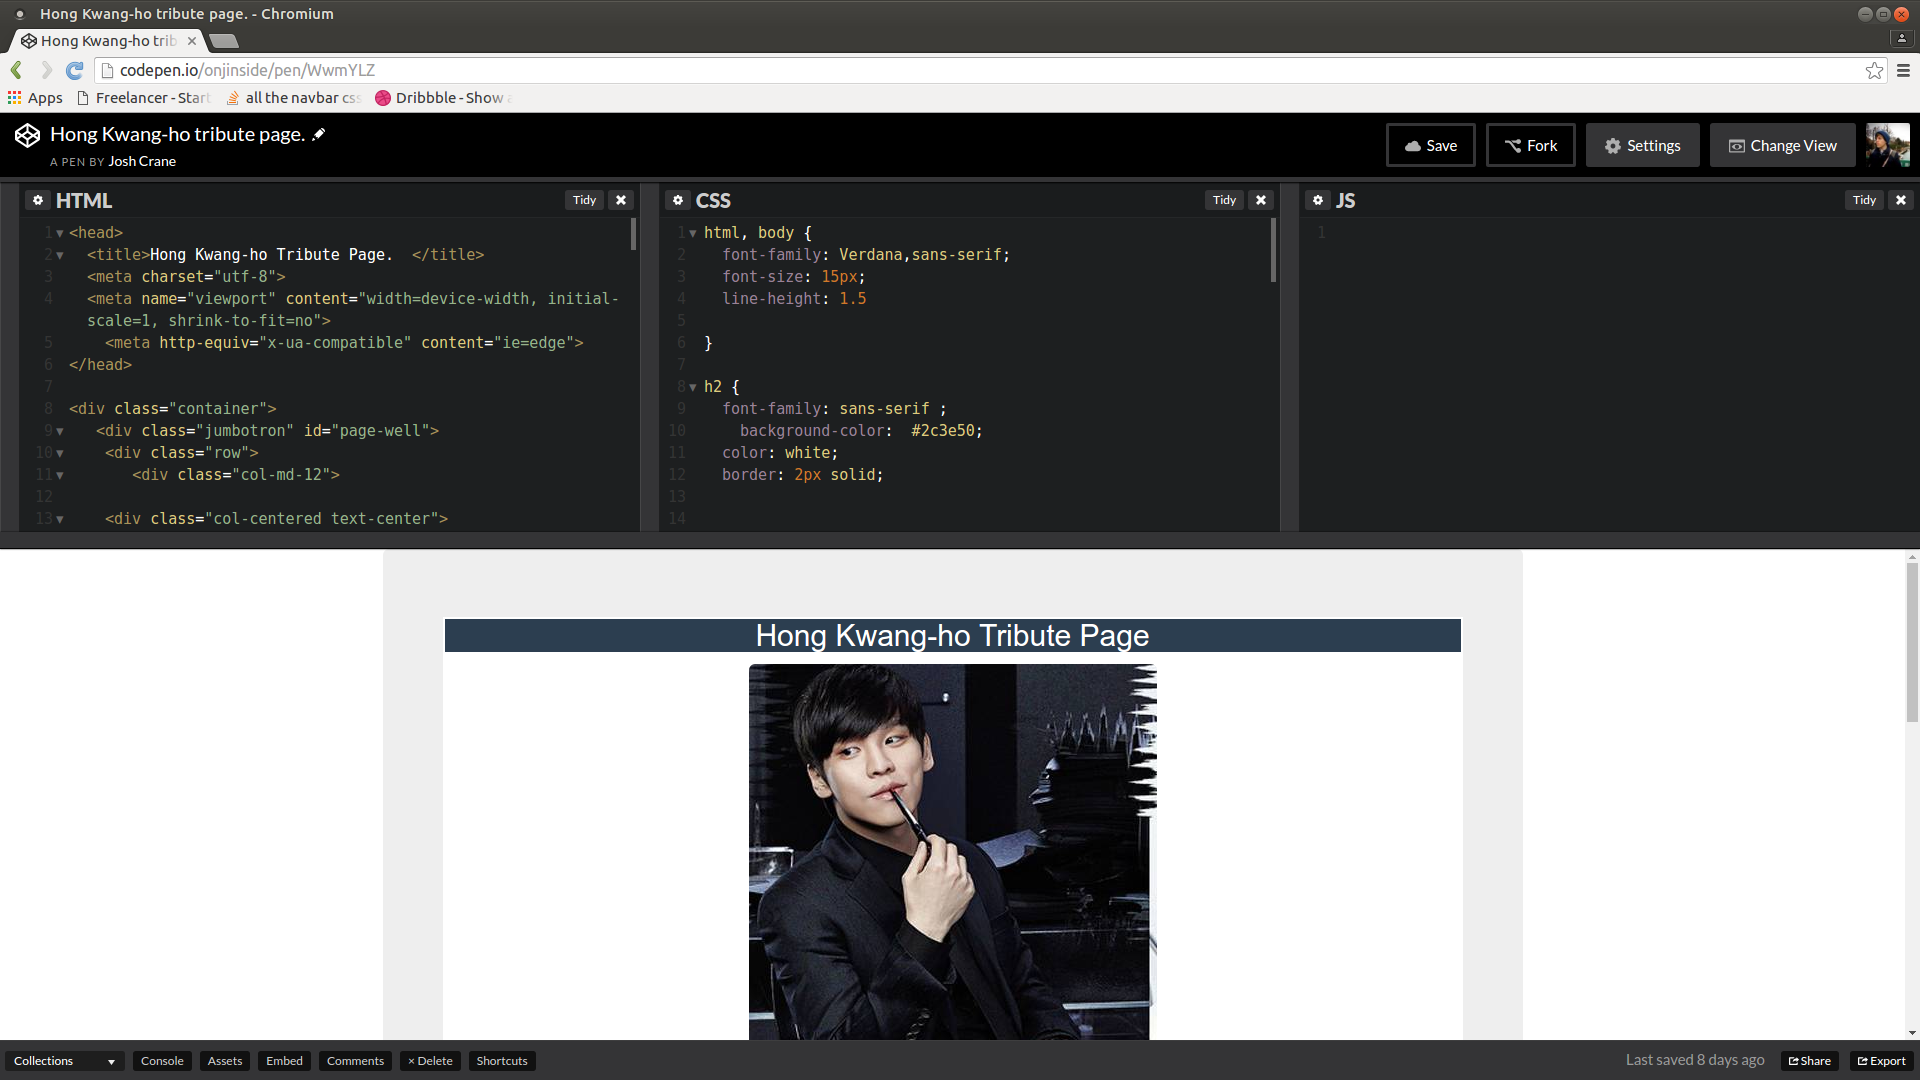 Hong Kwang-ho tribute page. - Chromium
Hong Kwang-ho trib
codepen.io/onjinside/pen/WwmYLZ
Apps Freelancer - Start all the navbar css Dribbble - Show
Hong Kwang-ho tribute page.
A PEN BY Josh Crane
Save Fork Settings Change View
HTML Tidy
1 <head>
2 <title>Hong Kwang-ho Tribute Page.  </title>
3 <meta charset="utf-8">
4 <meta name="viewport" content="width=device-width, initial-
scale=1, shrink-to-fit=no">
5 <meta http-equiv="x-ua-compatible" content="ie=edge">
6 </head>
7
8 <div class="container">
9 <div class="jumbotron" id="page-well">
10 <div class="row">
11 <div class="col-md-12">
12
13 <div class="col-centered text-center">
CSS Tidy
1 html, body {
2 font-family: Verdana,sans-serif;
3 font-size: 15px;
4 line-height: 1.5
5
6 }
7
8 h2 {
9 font-family: sans-serif ;
10 background-color:  #2c3e50;
11 color: white;
12 border: 2px solid;
13
14
JS Tidy
1
Hong Kwang-ho Tribute Page
Collections Console Assets Embed Comments × Delete Shortcuts Last saved 8 days ago Share Export